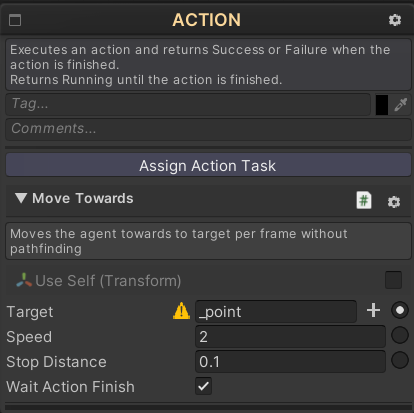 ACTION
Executes an action and returns Success or Failure when the
action is finished.
Returns Running until the action is finished.
Tag...
Comments...
Assign Action Task
▼ Move Towards
#
Moves the agent towards to target per frame without
pathfinding
Use Self (Transform)
Target _point
Speed 2
Stop Distance 0.1
Wait Action Finish